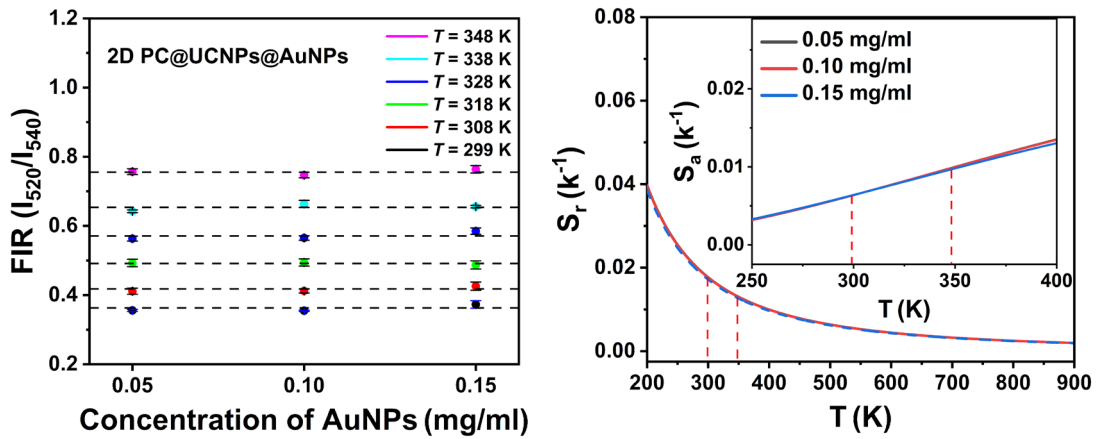 2D PC@UCNPs@AuNPs
T = 348 K
T = 338 K
T = 328 K
T = 318 K
T = 308 K
T = 299 K
FIR (I520/I540)
1.2
1.0
0.8
0.6
0.4
0.2
0.05
0.10
0.15
Concentration of AuNPs (mg/ml)
Sr (k-1)
0.08
0.06
0.04
0.02
0.00
200
300
400
500
600
700
800
900
T (K)
0.05 mg/ml
0.10 mg/ml
0.15 mg/ml
Sa (k-1)
0.02
0.01
0.00
250
300
350
400
T (K)